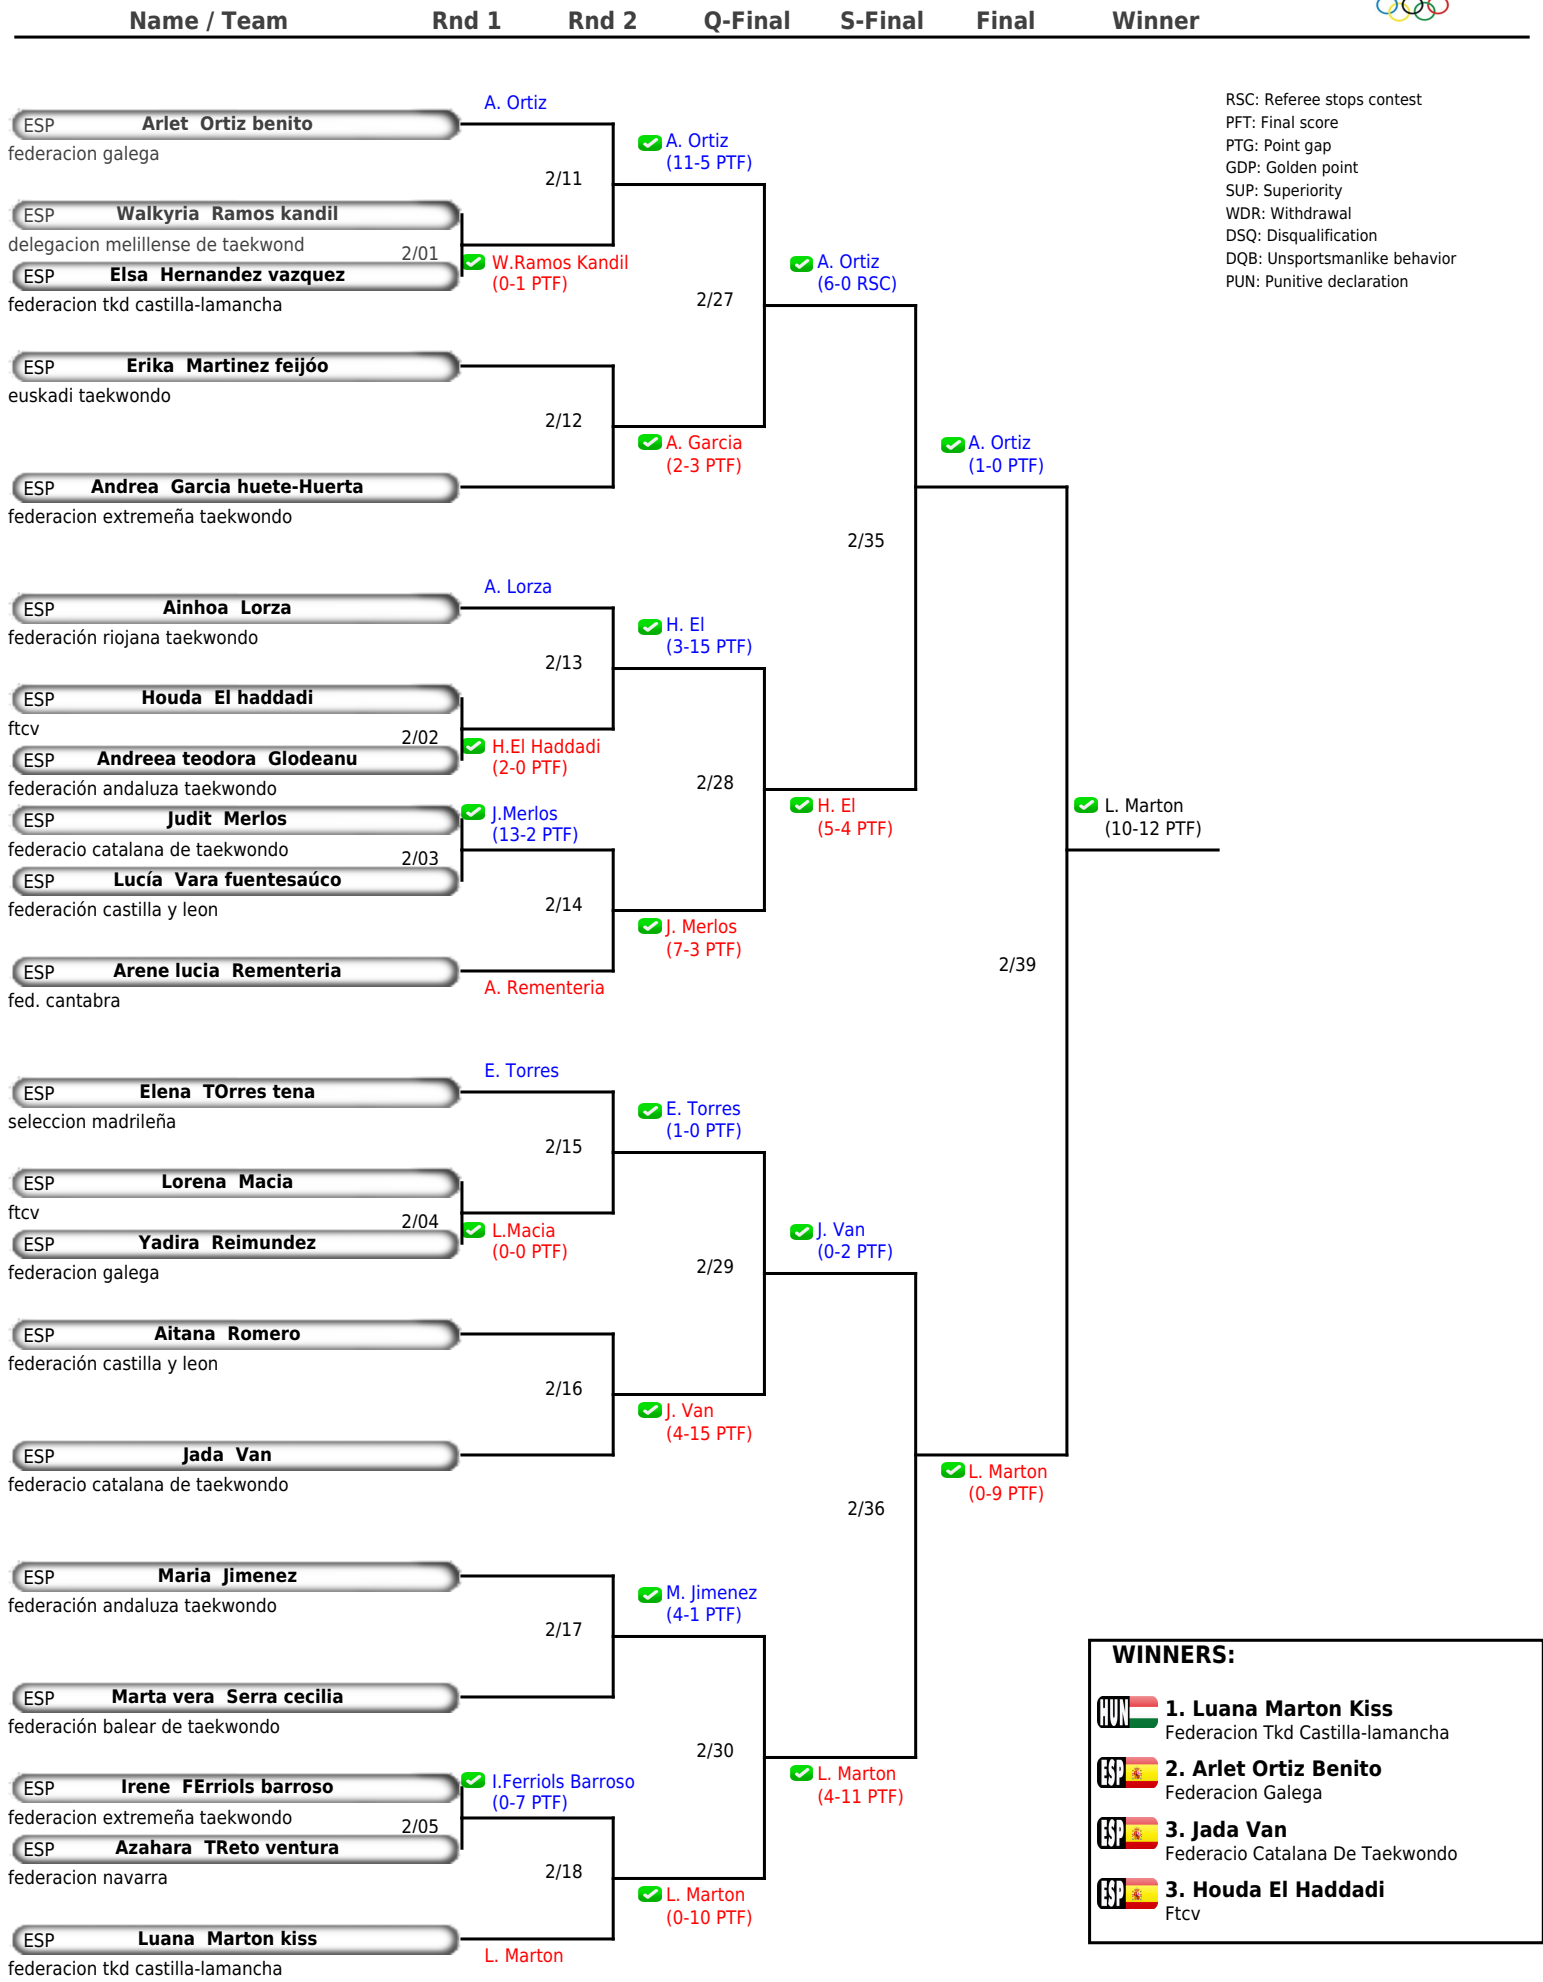 Name / Team Rnd 1 Rnd 2 Q-Final S-Final Final Winner
RSC: Referee stops contest
PFT: Final score
PTG: Point gap
GDP: Golden point
SUP: Superiority
WDR: Withdrawal
DSQ: Disqualification
DQB: Unsportsmanlike behavior
PUN: Punitive declaration
A. Ortiz
ESP Arlet Ortiz benito
federacion galega
A. Ortiz
(11-5 PTF)
2/11
ESP Walkyria Ramos kandil
delegacion melillense de taekwond
2/01
ESP Elsa Hernandez vazquez
W.Ramos Kandil
(0-1 PTF)
federacion tkd castilla-lamancha
A. Ortiz
(6-0 RSC)
2/27
ESP Erika Martinez feijóo
euskadi taekwondo
2/12
A. Garcia
(2-3 PTF)
A. Ortiz
(1-0 PTF)
ESP Andrea Garcia huete-Huerta
federacion extremeña taekwondo
2/35
A. Lorza
ESP Ainhoa Lorza
federación riojana taekwondo
H. El
(3-15 PTF)
2/13
ESP Houda El haddadi
ftcv
2/02
H.El Haddadi
(2-0 PTF)
ESP Andreea teodora Glodeanu
federación andaluza taekwondo
2/28
ESP Judit Merlos
J.Merlos
(13-2 PTF)
H. El
(5-4 PTF)
L. Marton
(10-12 PTF)
federacio catalana de taekwondo
2/03
ESP Lucía Vara fuentesaúco
federación castilla y leon
2/14
J. Merlos
(7-3 PTF)
ESP Arene lucia Rementeria
A. Rementeria
fed. cantabra
2/39
E. Torres
ESP Elena TOrres tena
seleccion madrileña
E. Torres
(1-0 PTF)
2/15
ESP Lorena Macia
ftcv
2/04
L.Macia
(0-0 PTF)
ESP Yadira Reimundez
federacion galega
J. Van
(0-2 PTF)
2/29
ESP Aitana Romero
federación castilla y leon
2/16
J. Van
(4-15 PTF)
ESP Jada Van
federacio catalana de taekwondo
L. Marton
(0-9 PTF)
2/36
ESP Maria Jimenez
federación andaluza taekwondo
M. Jimenez
(4-1 PTF)
2/17
ESP Marta vera Serra cecilia
federación balear de taekwondo
2/30
ESP Irene FErriols barroso
I.Ferriols Barroso
(0-7 PTF)
L. Marton
(4-11 PTF)
federacion extremeña taekwondo
2/05
ESP Azahara TReto ventura
federacion navarra
2/18
L. Marton
(0-10 PTF)
ESP Luana Marton kiss
L. Marton
federacion tkd castilla-lamancha
WINNERS:
HUN 1. Luana Marton Kiss
Federacion Tkd Castilla-lamancha
ESP 2. Arlet Ortiz Benito
Federacion Galega
ESP 3. Jada Van
Federacio Catalana De Taekwondo
ESP 3. Houda El Haddadi
Ftcv